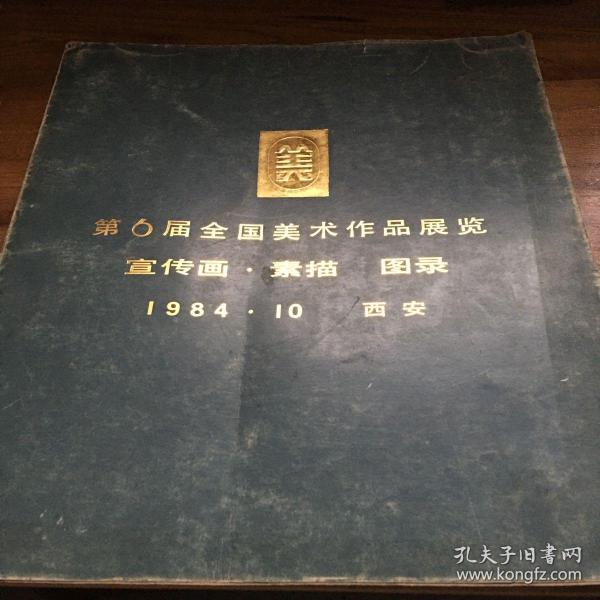 美
第6届全国美术作品展览
宣传画·素描 图录
1984·10 西安
孔夫子旧书网
www.kongfz.com